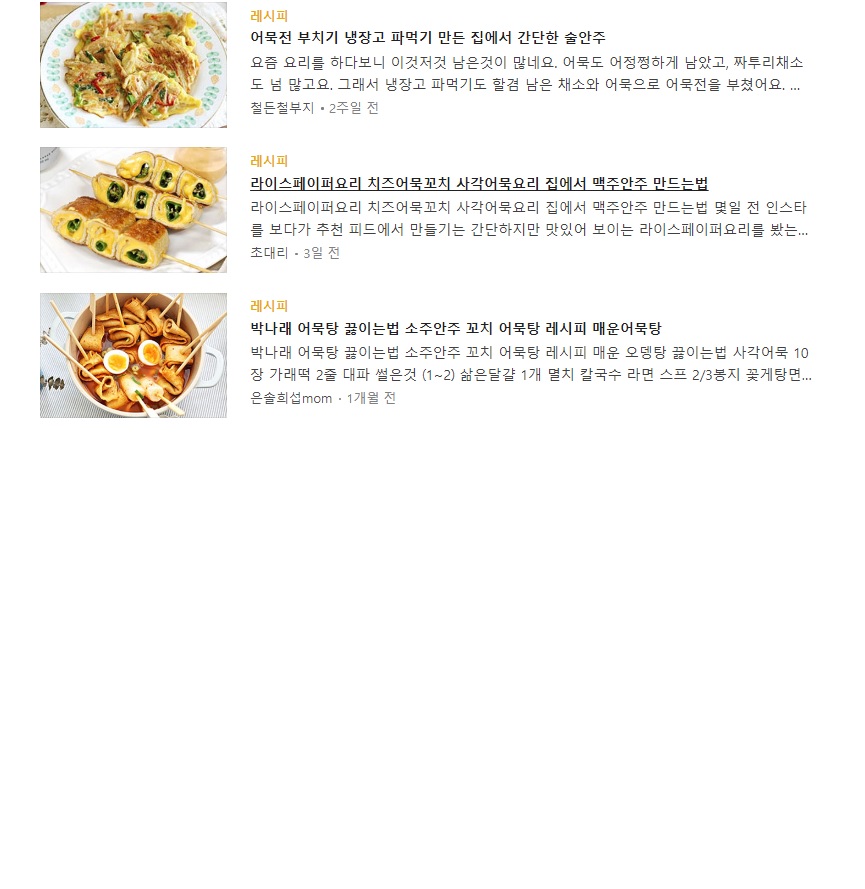 레시피
어묵전 부치기 냉장고 파먹기 만든 집에서 간단한 술안주
요즘 요리를 하다보니 이것저것 남은것이 많네요. 어묵도 어정쩡하게 남았고, 짜투리채소
도 넘 많고요. 그래서 냉장고 파먹기도 할겸 남은 채소와 어묵으로 어묵전을 부쳤어요. ...
철든철부지 • 2주일 전
레시피
라이스페이퍼요리 치즈어묵꼬치 사각어묵요리 집에서 맥주안주 만드는법
라이스페이퍼요리 치즈어묵꼬치 사각어묵요리 집에서 맥주안주 만드는법 몇일 전 인스타
를 보다가 추천 피드에서 만들기는 간단하지만 맛있어 보이는 라이스페이퍼요리를 봤는...
초대리 • 3일 전
레시피
박나래 어묵탕 끓이는법 소주안주 꼬치 어묵탕 레시피 매운어묵탕
박나래 어묵탕 끓이는법 소주안주 꼬치 어묵탕 레시피 매운 오뎅탕 끓이는법 사각어묵 10
장 가래떡 2줄 대파 썰은것 (1~2) 삶은달걀 1개 멸치 칼국수 라면 스프 2/3봉지 꽃게탕면...
은솔희섭mom · 1개월 전